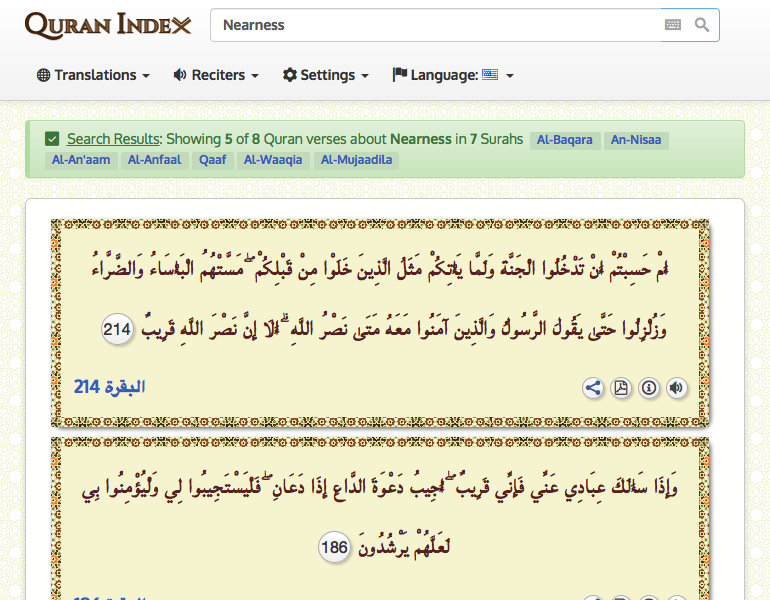 QURAN INDEX
Nearness
Translations Reciters Settings Language:
Search Results: Showing 5 of 8 Quran verses about Nearness in 7 Surahs Al-Baqara An-Nisaa
Al-An'aam Al-Anfaal Qaaf Al-Waaqia Al-Mujaadila
أَمْ حَسِبْتُمْ أَنْ تَدْخُلُوا الْجَنَّةَ وَلَمَّا يَأْتِكُمْ مَثَلُ الَّذِينَ خَلَوْا مِنْ قَبْلِكُمْ ۖ مَسَّتْهُمُ الْبَأْسَاءُ وَالضَّرَّاءُ
وَزُلْزِلُوا حَتَّىٰ يَقُولَ الرَّسُولُ وَالَّذِينَ آمَنُوا مَعَهُ مَتَىٰ نَصْرُ اللَّهِ ۗ أَلَا إِنَّ نَصْرَ اللَّهِ قَرِيبٌ 214
البقرة 214
وَإِذَا سَأَلَكَ عِبَادِي عَنِّي فَإِنِّي قَرِيبٌ ۖ أُجِيبُ دَعْوَةَ الدَّاعِ إِذَا دَعَانِ ۖ فَلْيَسْتَجِيبُوا لِي وَلْيُؤْمِنُوا بِي
لَعَلَّهُمْ يَرْشُدُونَ 186